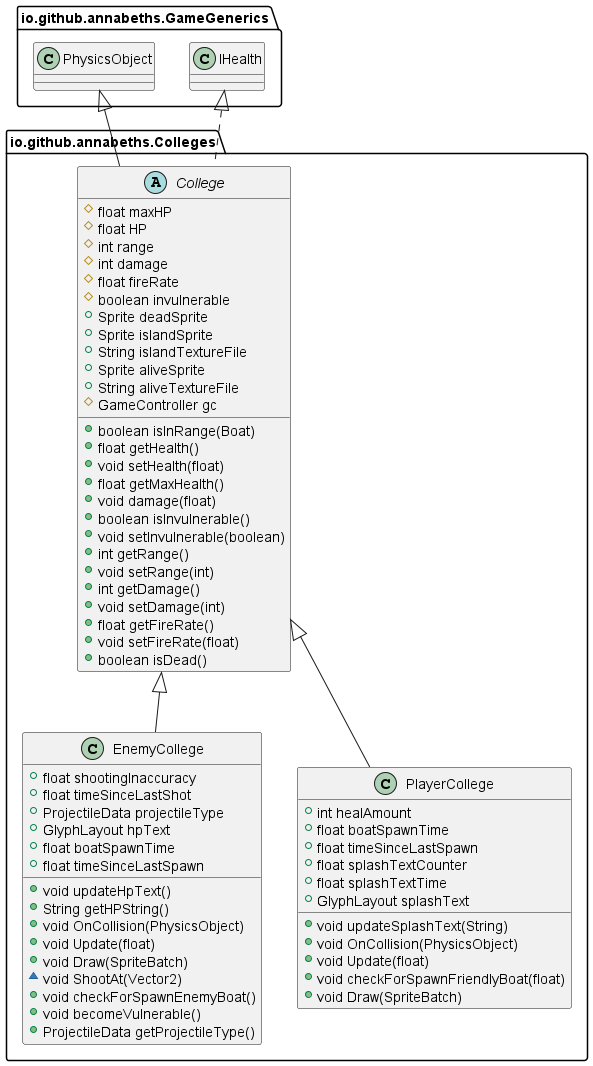 io.github.annabeths.GameGenerics
C PhysicsObject
C IHealth
io.github.annabeths.Colleges
A College
float maxHP
float HP
int range
int damage
float fireRate
boolean invulnerable
Sprite deadSprite
Sprite islandSprite
String islandTextureFile
Sprite aliveSprite
String aliveTextureFile
GameController gc
boolean isInRange(Boat)
float getHealth()
void setHealth(float)
float getMaxHealth()
void damage(float)
boolean isInvulnerable()
void setInvulnerable(boolean)
int getRange()
void setRange(int)
int getDamage()
void setDamage(int)
float getFireRate()
void setFireRate(float)
boolean isDead()
C EnemyCollege
float shootingInaccuracy
float timeSinceLastShot
ProjectileData projectileType
GlyphLayout hpText
float boatSpawnTime
float timeSinceLastSpawn
void updateHpText()
String getHPString()
void OnCollision(PhysicsObject)
void Update(float)
void Draw(SpriteBatch)
void ShootAt(Vector2)
void checkForSpawnEnemyBoat()
void becomeVulnerable()
ProjectileData getProjectileType()
C PlayerCollege
int healAmount
float boatSpawnTime
float timeSinceLastSpawn
float splashTextCounter
float splashTextTime
GlyphLayout splashText
void updateSplashText(String)
void OnCollision(PhysicsObject)
void Update(float)
void checkForSpawnFriendlyBoat(float)
void Draw(SpriteBatch)